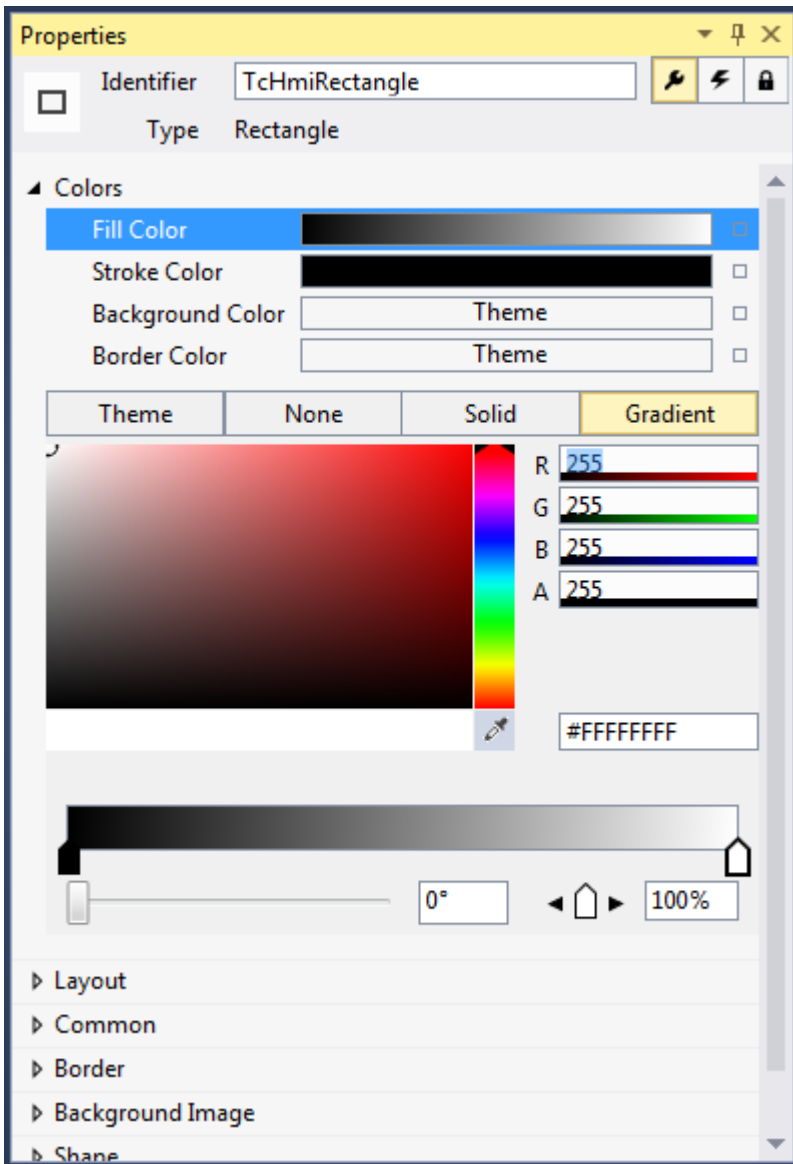 Properties
Identifier TcHmiRectangle
Type Rectangle
Colors
Fill Color
Stroke Color
Background Color Theme
Border Color Theme
Theme None Solid Gradient
R 255
G 255
B 255
A 255
#FFFFFFFF
0° 100%
Layout
Common
Border
Background Image
Shape